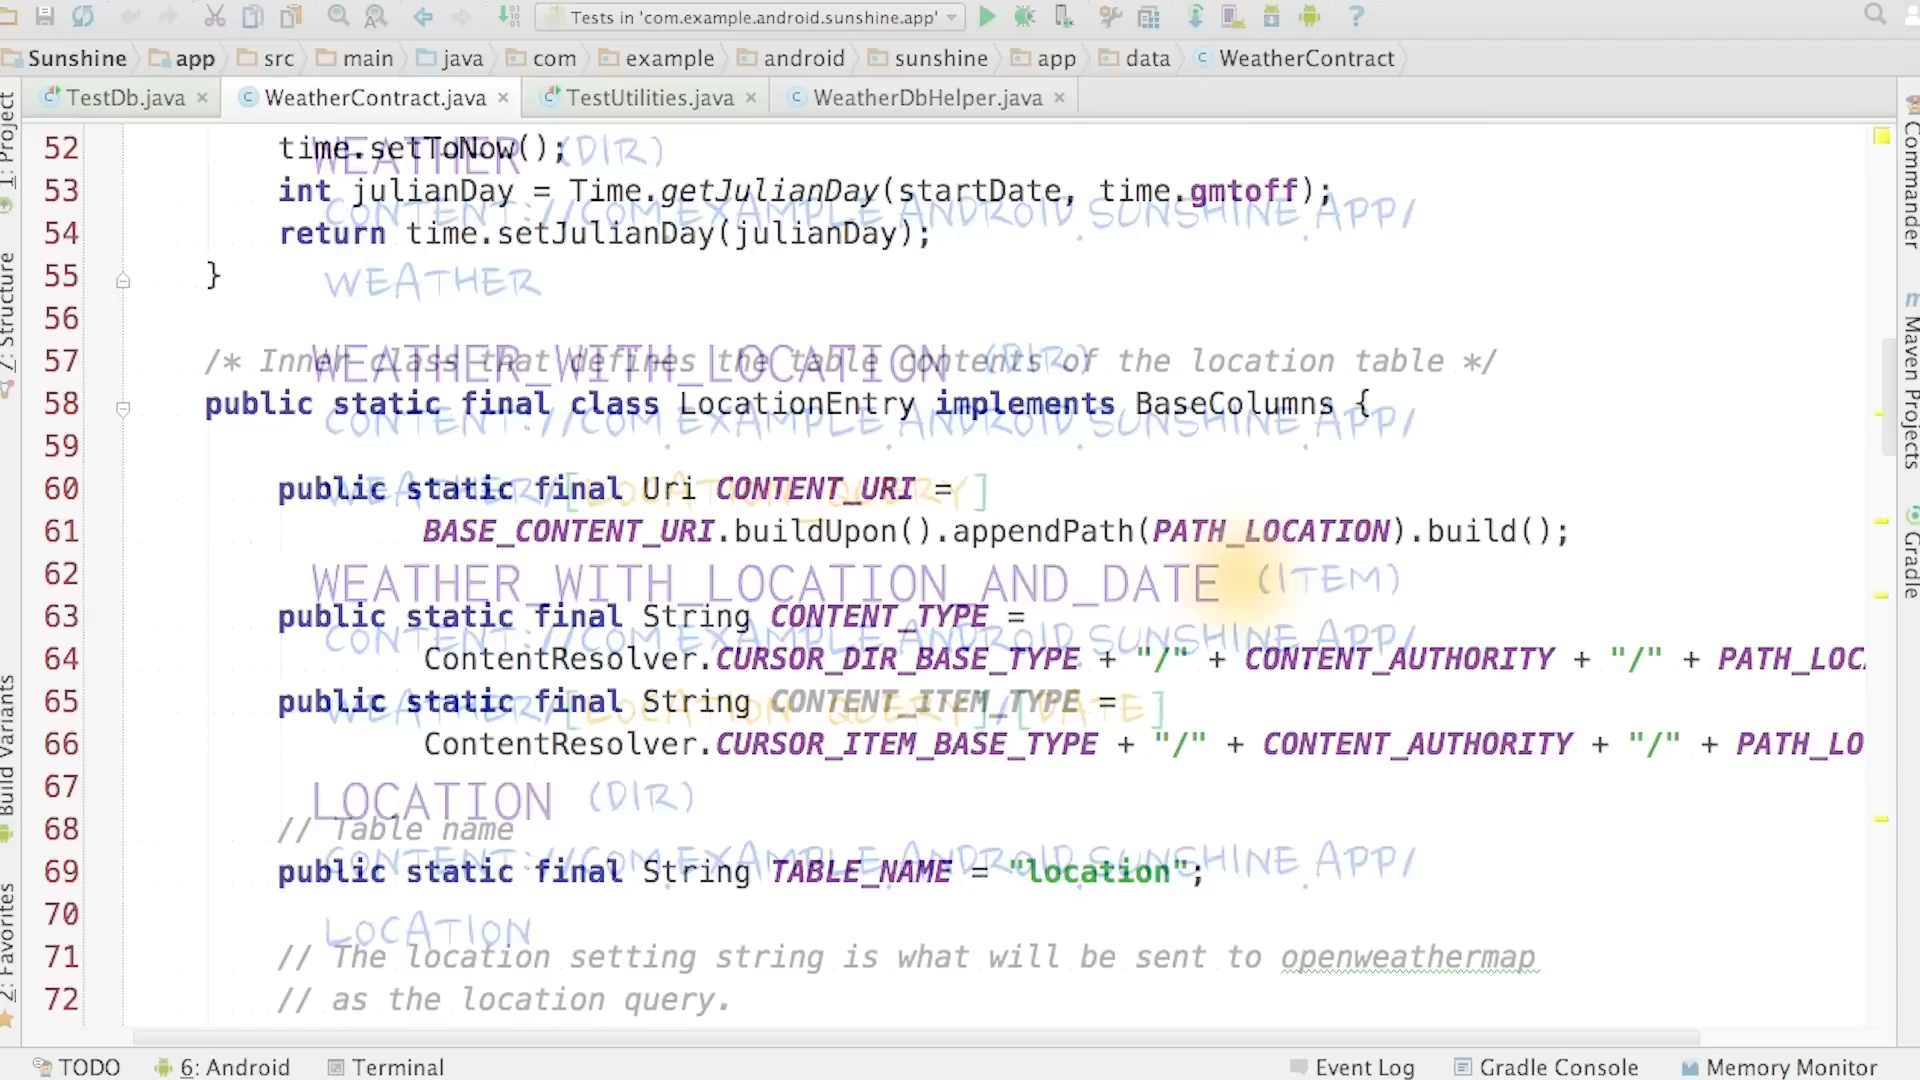 Tests in 'com.example.android.sunshine.app'
Sunshine app src main java com example android sunshine app data WeatherContract
TestDb.java WeatherContract.java TestUtilities.java WeatherDbHelper.java
1: Project
7: Structure
Build Variants
2: Favorites
52 time.setToNow();
53 int julianDay = Time.getJulianDay(startDate, time.gmtoff);
54 return time.setJulianDay(julianDay);
55 }
56
57 /* Inner class that defines the table contents of the location table */
58 public static final class LocationEntry implements BaseColumns {
59
60 public static final Uri CONTENT_URI =
61 BASE_CONTENT_URI.buildUpon().appendPath(PATH_LOCATION).build();
62
63 public static final String CONTENT_TYPE =
64 ContentResolver.CURSOR_DIR_BASE_TYPE + "/" + CONTENT_AUTHORITY + "/" + PATH_LOC
65 public static final String CONTENT_ITEM_TYPE =
66 ContentResolver.CURSOR_ITEM_BASE_TYPE + "/" + CONTENT_AUTHORITY + "/" + PATH_LO
67
68 // Table name
69 public static final String TABLE_NAME = "location";
70
71 // The location setting string is what will be sent to openweathermap
72 // as the location query.
WEATHER (DIR)
CONTENT://COM.EXAMPLE.ANDROID.SUNSHINE.APP/
WEATHER
WEATHER_WITH_LOCATION (DIR)
CONTENT://COM.EXAMPLE.ANDROID.SUNSHINE.APP/
WEATHER/[LOCATION QUERY]
WEATHER_WITH_LOCATION_AND_DATE (ITEM)
CONTENT://COM.EXAMPLE.ANDROID.SUNSHINE.APP/
WEATHER/[LOCATION QUERY]/[DATE]
LOCATION (DIR)
CONTENT://COM.EXAMPLE.ANDROID.SUNSHINE.APP/
LOCATION
Commander
Maven Projects
Gradle
TODO 6: Android Terminal Event Log Gradle Console Memory Monitor